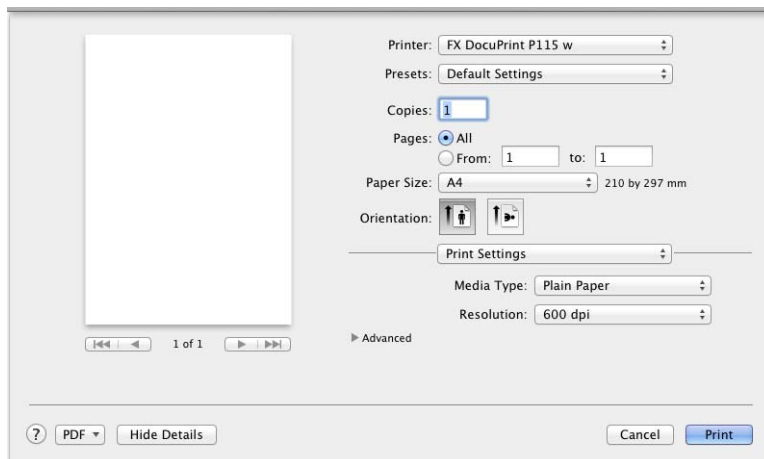 Printer: FX DocuPrint P115 w
Presets: Default Settings
Copies: 1
Pages: All
From: 1 to: 1
Paper Size: A4 210 by 297 mm
Orientation:
Print Settings
Media Type: Plain Paper
Resolution: 600 dpi
Advanced
1 of 1
? PDF Hide Details Cancel Print